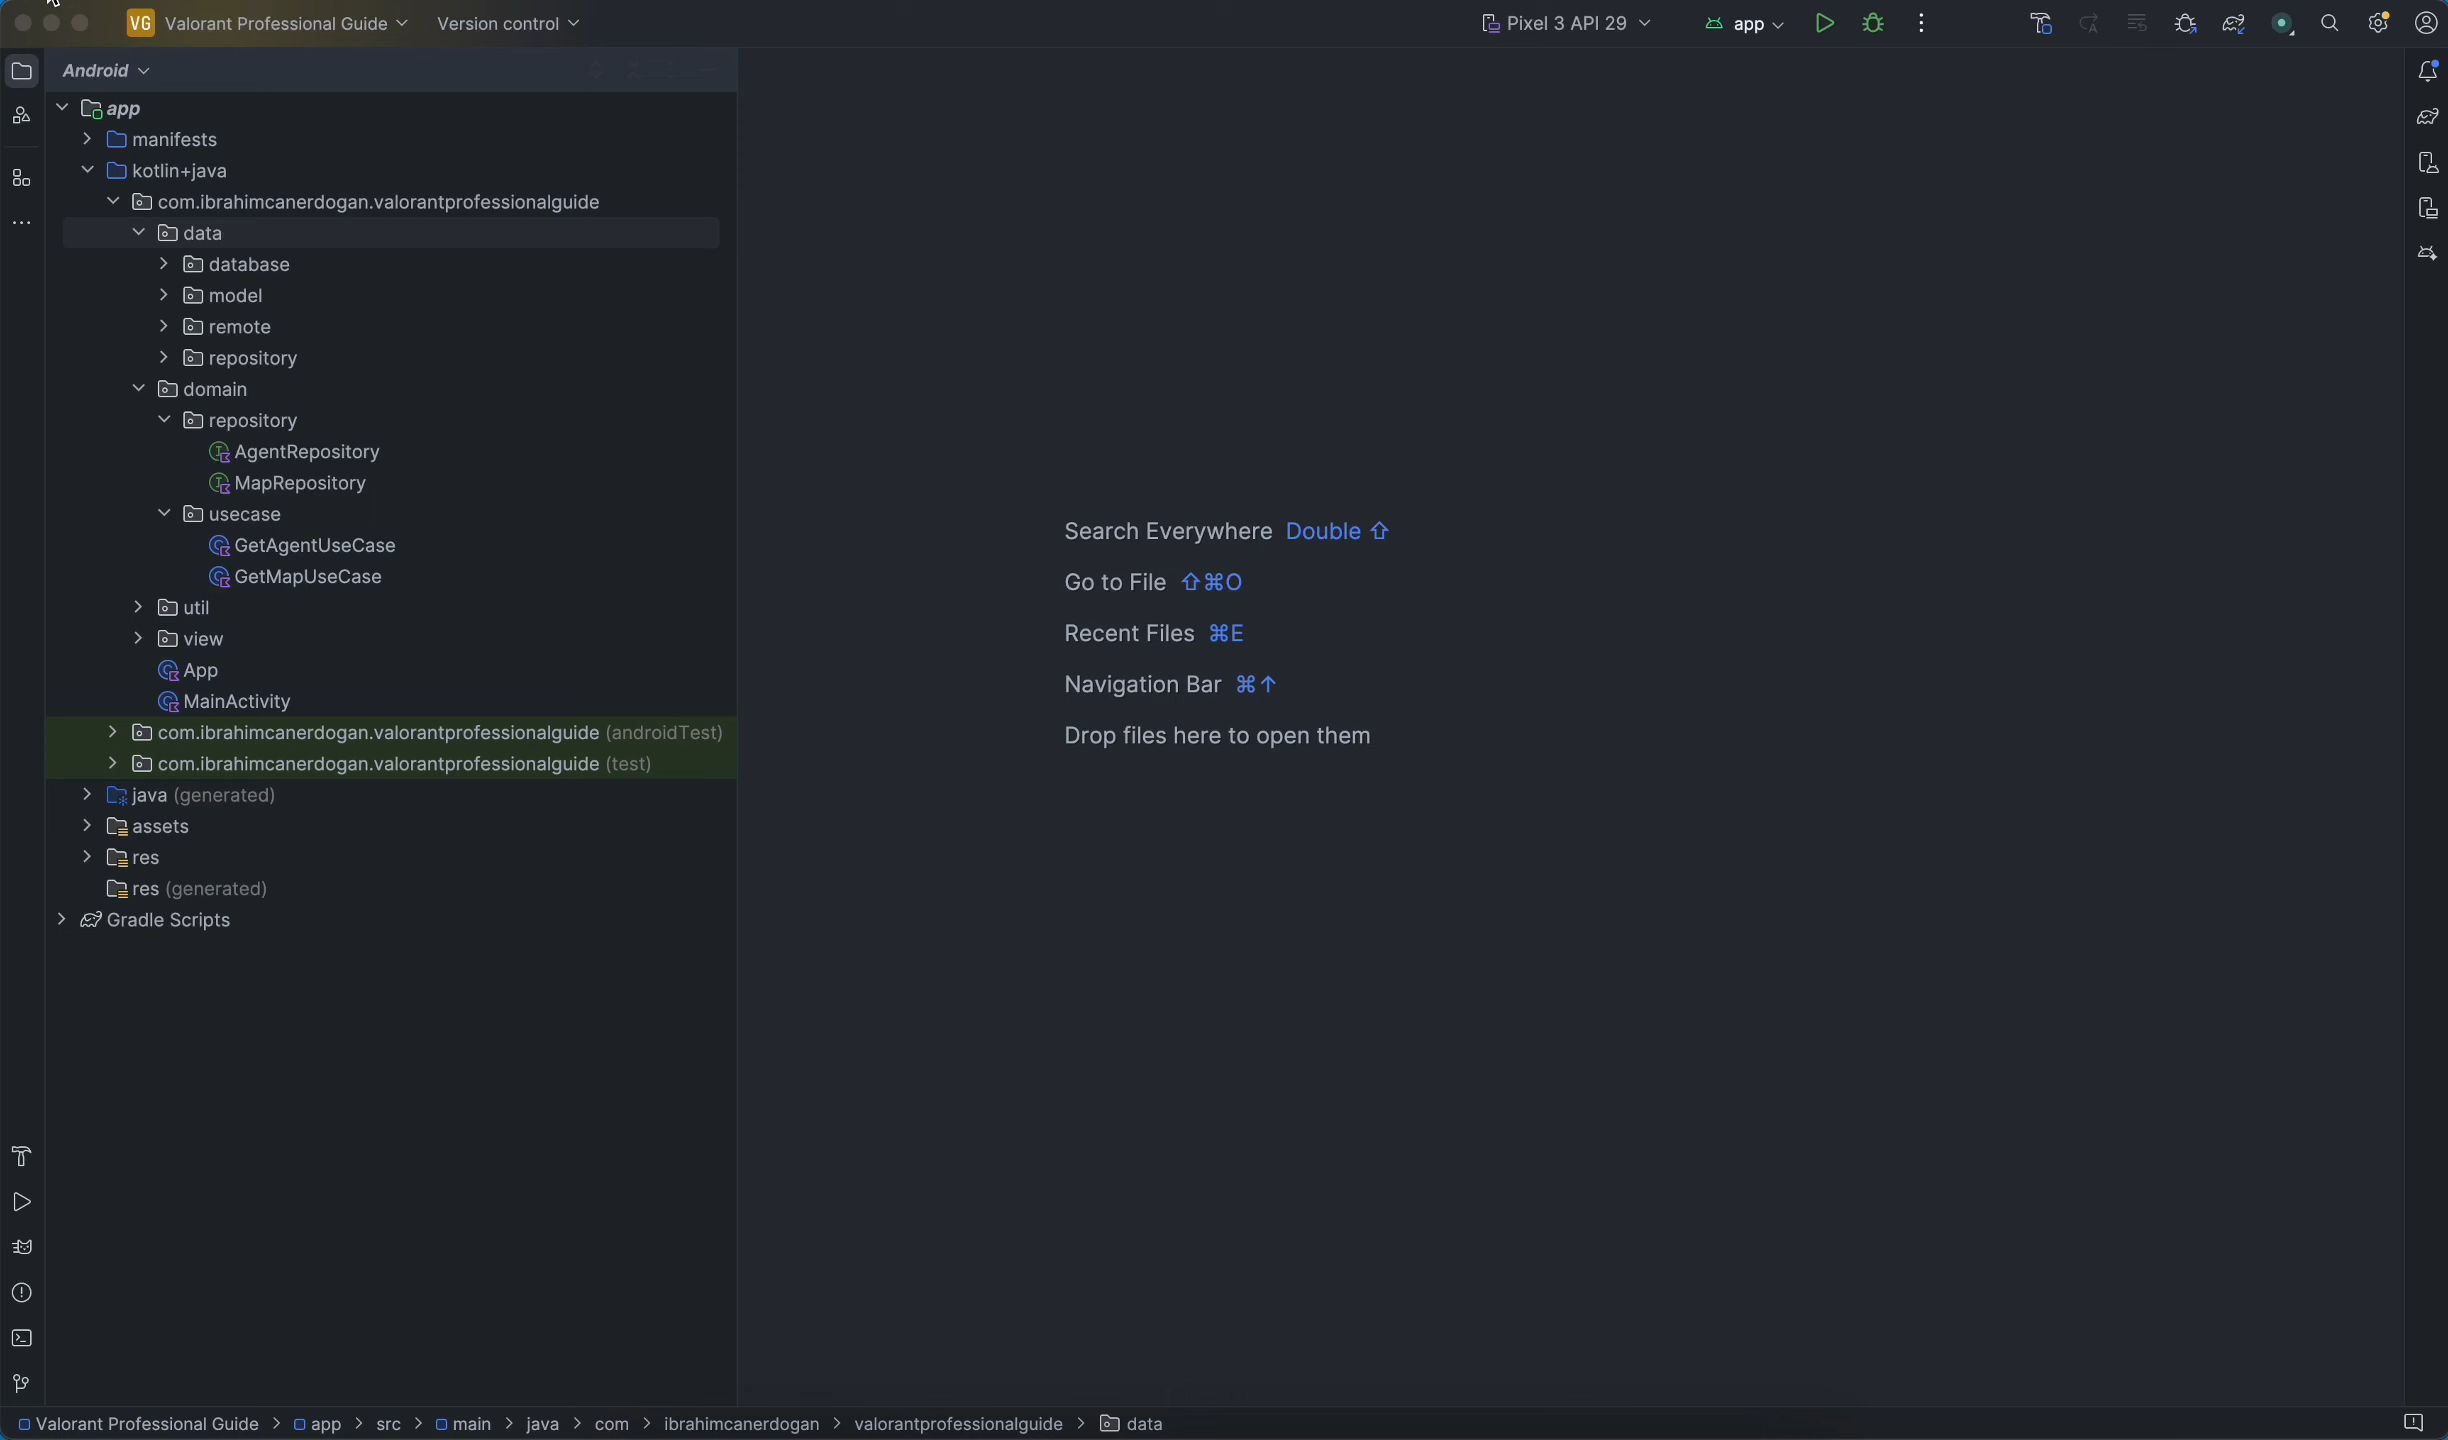 VG Valorant Professional Guide Version control Pixel 3 API 29 app
Android
app
manifests
kotlin+java
com.ibrahimcanerdogan.valorantprofessionalguide
data
database
model
remote
repository
domain
repository
AgentRepository
MapRepository
usecase
GetAgentUseCase
GetMapUseCase
util
view
App
MainActivity
com.ibrahimcanerdogan.valorantprofessionalguide (androidTest)
com.ibrahimcanerdogan.valorantprofessionalguide (test)
java (generated)
assets
res
res (generated)
Gradle Scripts
Search Everywhere Double ⇧
Go to File ⇧⌘O
Recent Files ⌘E
Navigation Bar ⌘↑
Drop files here to open them
Valorant Professional Guide > app > src > main > java > com > ibrahimcanerdogan > valorantprofessionalguide > data